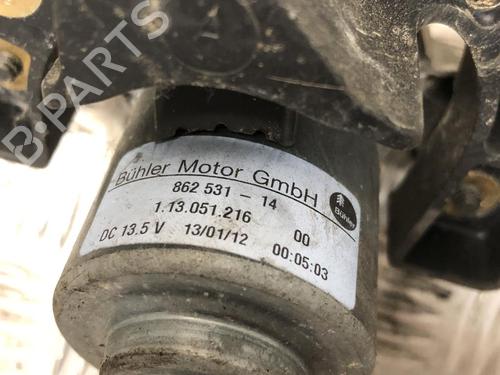 B-PARTS
Bühler Motor GmbH
862 531 - 14
1.13.051.216 00
DC 13.5 V 13/01/12 00:05:03
Bühler